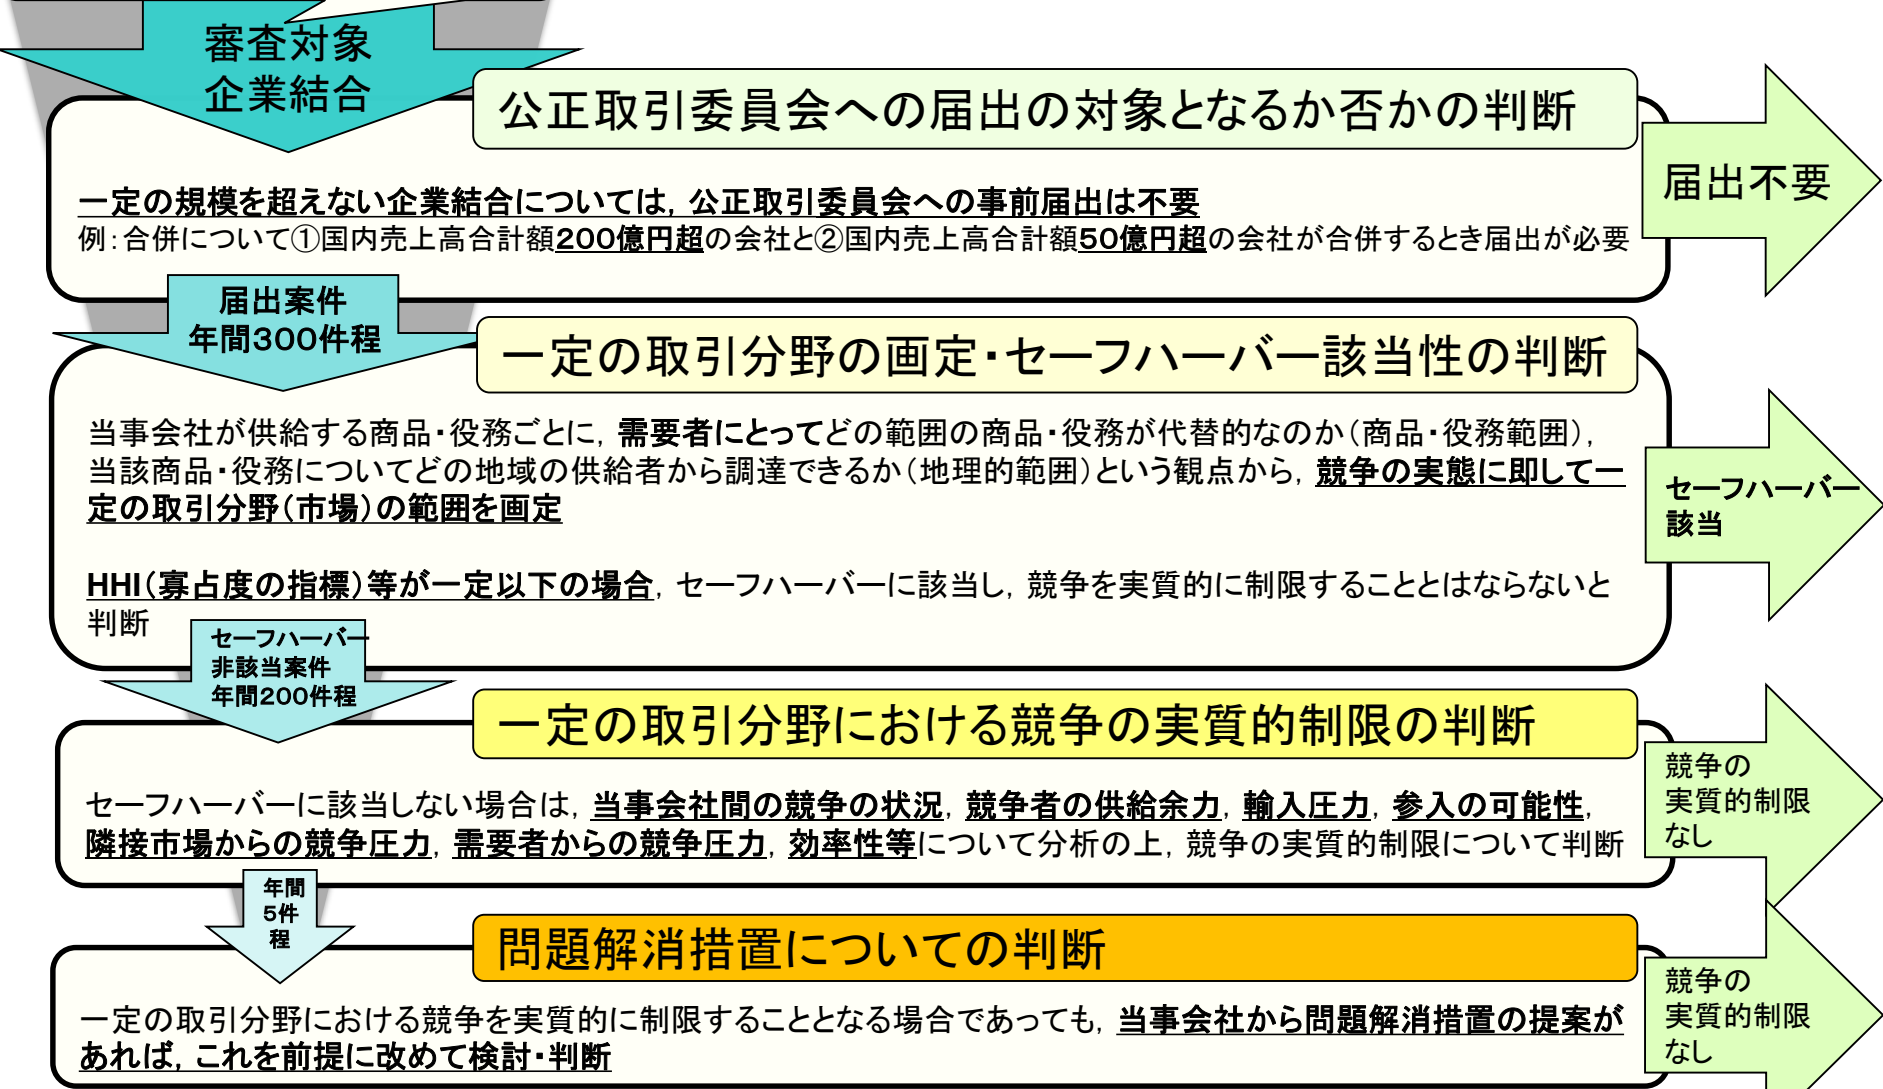 審査対象
企業結合
公正取引委員会への届出の対象となるか否かの判断
届出不要
一定の規模を超えない企業結合については，公正取引委員会への事前届出は不要
例：合併について①国内売上高合計額200億円超の会社と②国内売上高合計額50億円超の会社が合併するとき届出が必要
届出案件
年間300件程
一定の取引分野の画定・セーフハーバー該当性の判断
当事会社が供給する商品・役務ごとに，需要者にとってどの範囲の商品・役務が代替的なのか（商品・役務範囲），
当該商品・役務についてどの地域の供給者から調達できるか（地理的範囲）という観点から，競争の実態に即して一
定の取引分野（市場）の範囲を画定
セーフハーバー
該当
HHI（寡占度の指標）等が一定以下の場合，セーフハーバーに該当し，競争を実質的に制限することとはならないと
判断
セーフハーバー
非該当案件
年間200件程
一定の取引分野における競争の実質的制限の判断
セーフハーバーに該当しない場合は，当事会社間の競争の状況，競争者の供給余力，輸入圧力，参入の可能性，
隣接市場からの競争圧力，需要者からの競争圧力，効率性等について分析の上，競争の実質的制限について判断
競争の
実質的制限
なし
年間
5件
程
問題解消措置についての判断
一定の取引分野における競争を実質的に制限することとなる場合であっても，当事会社から問題解消措置の提案が
あれば，これを前提に改めて検討・判断
競争の
実質的制限
なし